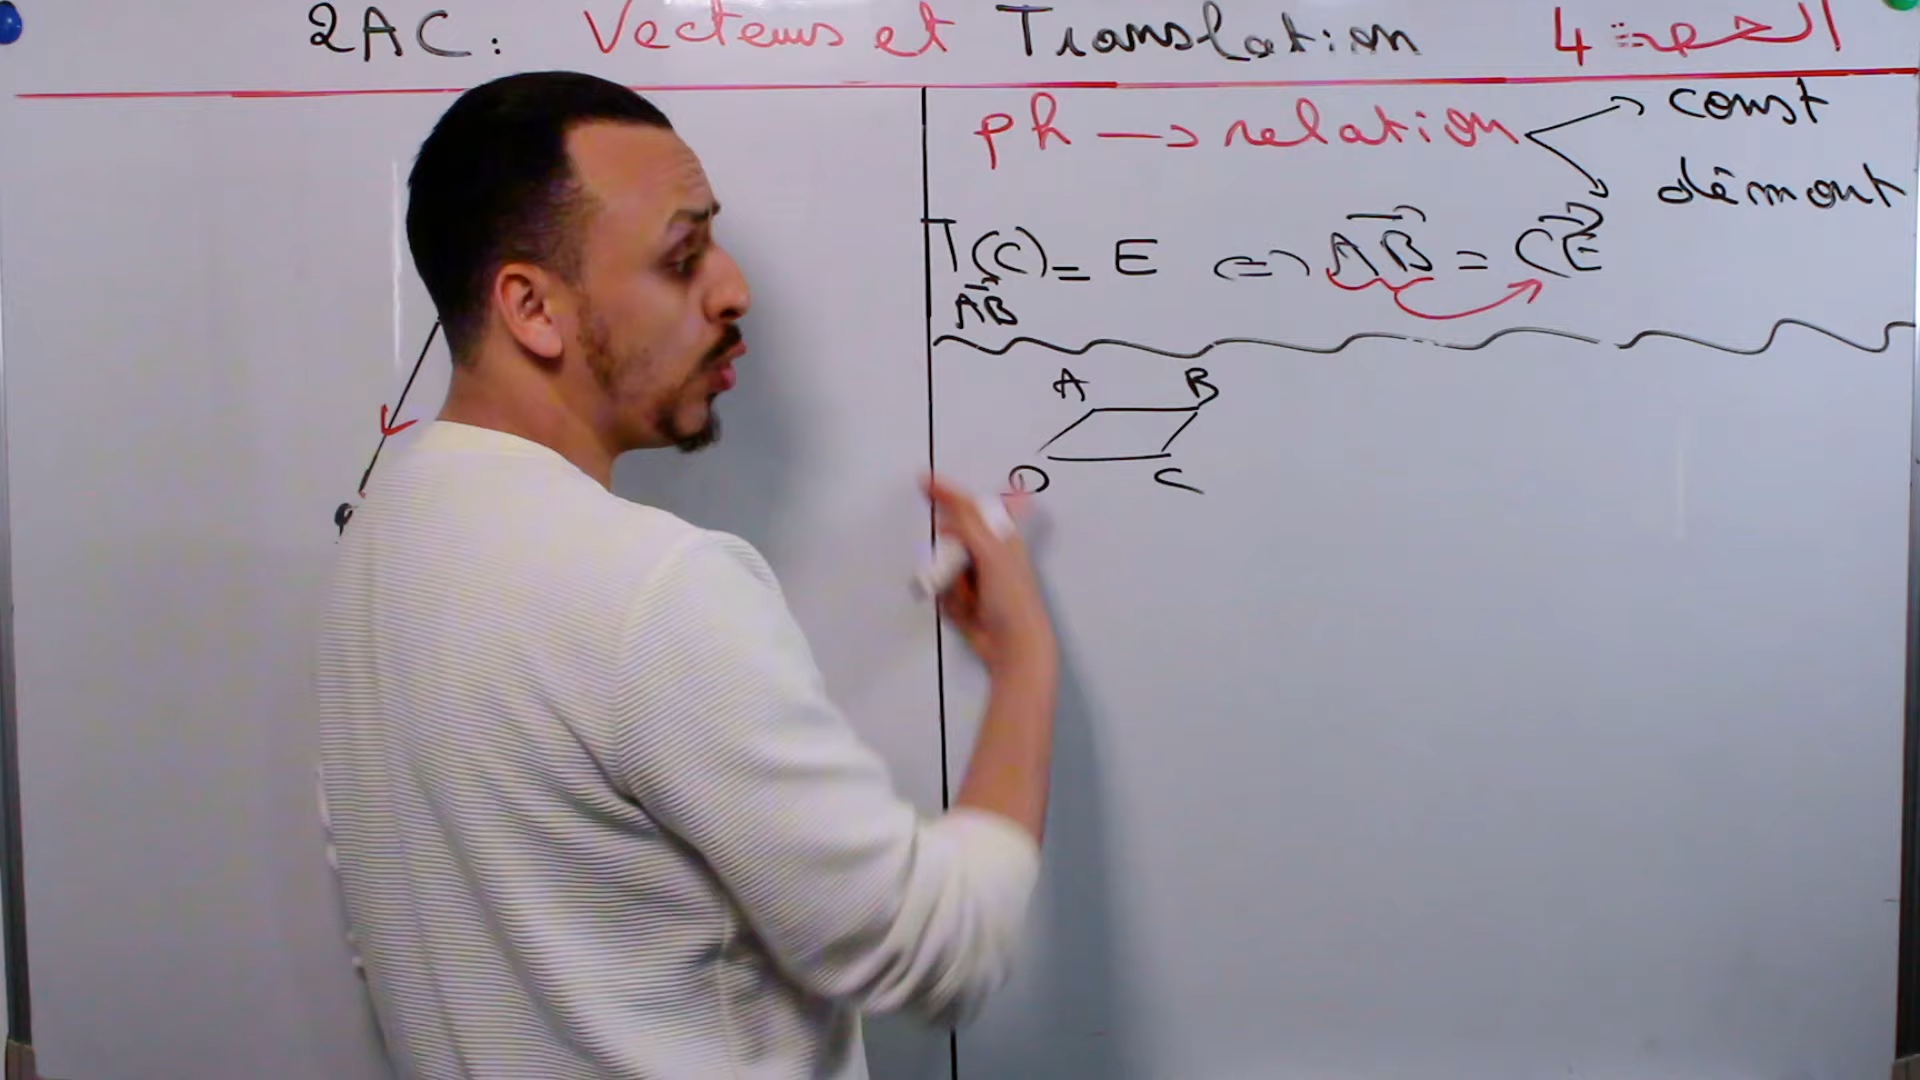 2AC: Vecteurs et Translation الحصة 4
ph → relation
const
démont
T(C) = E ⇔ AB = CE
AB
A B
D C